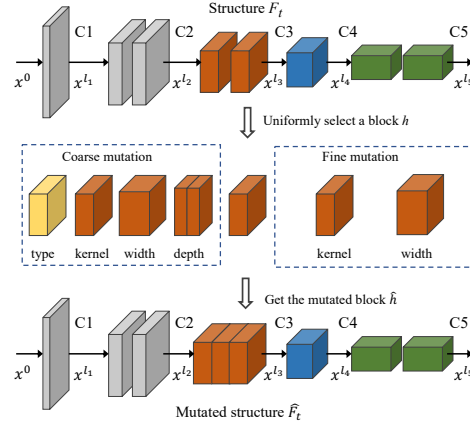 Structure F_t
C1 C2 C3 C4 C5
x^0 x^{l_1} x^{l_2} x^{l_3} x^{l_4} x^{l_5}
Uniformly select a block h
Coarse mutation Fine mutation
type kernel width depth kernel width
Get the mutated block ĥ
C1 C2 C3 C4 C5
x^0 x^{l_1} x^{l_2} x^{l_3} x^{l_4} x^{l_5}
Mutated structure F̂_t